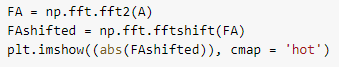 FA = np.fft.fft2(A)
FAshifted = np.fft.fftshift(FA)
plt.imshow((abs(FAshifted)), cmap = 'hot')